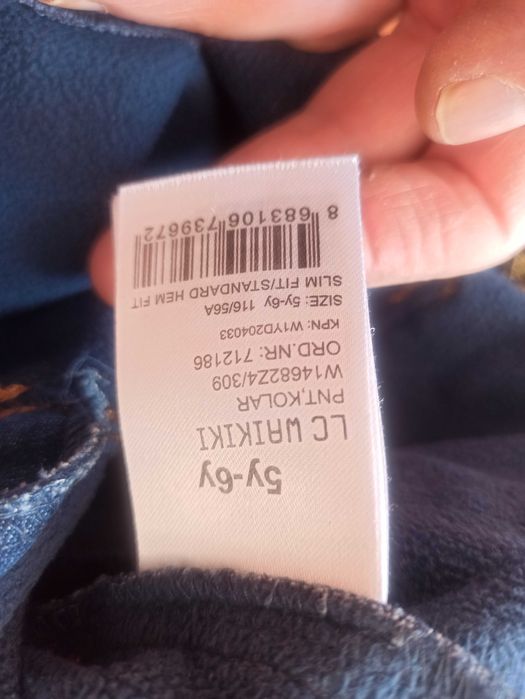 5y-6y
LC WAIKIKI
PNT,KOLAR
W14682Z4/309
ORD.NR: 712186
KPN: W1YD204033
SIZE: 5y-6y 116/56A
SLIM FIT/STANDARD HEM FIT
8 683106 739672